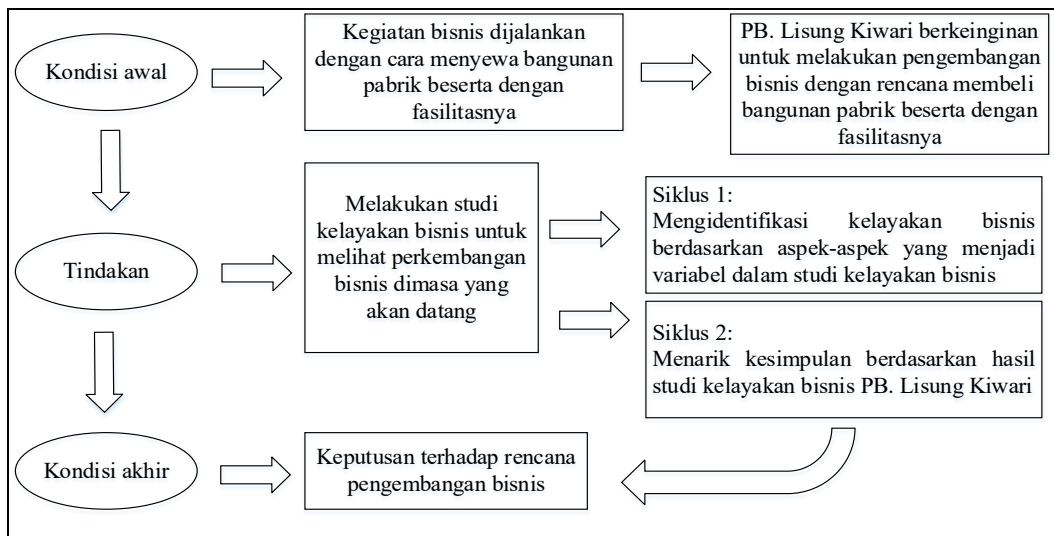 Kondisi awal
Kegiatan bisnis dijalankan
dengan cara menyewa bangunan
pabrik beserta dengan
fasilitasnya
PB. Lisung Kiwari berkeinginan
untuk melakukan pengembangan
bisnis dengan rencana membeli
bangunan pabrik beserta dengan
fasilitasnya
Tindakan
Melakukan studi
kelayakan bisnis untuk
melihat perkembangan
bisnis dimasa yang
akan datang
Siklus 1:
Mengidentifikasi kelayakan bisnis
berdasarkan aspek-aspek yang menjadi
variabel dalam studi kelayakan bisnis
Siklus 2:
Menarik kesimpulan berdasarkan hasil
studi kelayakan bisnis PB. Lisung Kiwari
Kondisi akhir
Keputusan terhadap rencana
pengembangan bisnis